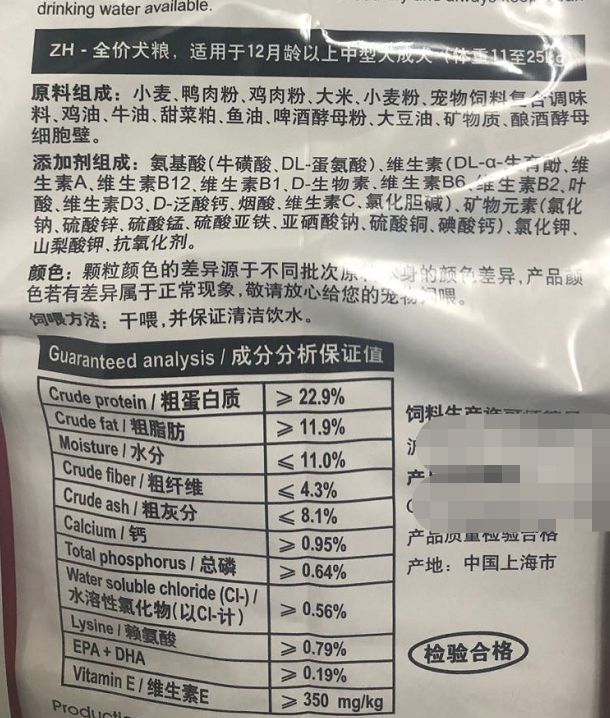 drinking water available.
ZH - 全价犬粮，适用于12月龄以上中型犬成犬（体重11至25kg）
原料组成：小麦、鸭肉粉、鸡肉粉、大米、小麦粉、宠物饲料复合调味
料、鸡油、牛油、甜菜粕、鱼油、啤酒酵母粉、大豆油、矿物质、酿酒酵母
细胞壁。
添加剂组成：氨基酸(牛磺酸、DL-蛋氨酸)、维生素(DL-α-生育酚、维
生素A、维生素B12、维生素B1、D-生物素、维生素B6、维生素B2、叶
酸、维生素D3、D-泛酸钙、烟酸、维生素C、氯化胆碱)、矿物元素(氯化
钠、硫酸锌、硫酸锰、硫酸亚铁、亚硒酸钠、硫酸铜、碘酸钙)、氯化钾、
山梨酸钾、抗氧化剂。
颜色：颗粒颜色的差异源于不同批次原 身的颜色差异，产品颜
色若有差异属于正常现象，敬请放心给您的宠物饲喂。
饲喂方法：干喂，并保证清洁饮水。
Guaranteed analysis / 成分分析保证值
Crude protein / 粗蛋白质 ⩾ 22.9%
Crude fat / 粗脂肪 ⩾ 11.9%
Moisture / 水分 ⩽ 11.0%
Crude fiber / 粗纤维 ⩽ 4.3%
Crude ash / 粗灰分 ⩽ 8.1%
Calcium / 钙 ⩾ 0.95%
Total phosphorus / 总磷 ⩾ 0.64%
Water soluble chloride (Cl-) /
水溶性氯化物(以Cl-计) ⩾ 0.56%
Lysine / 赖氨酸 ⩾ 0.79%
EPA + DHA ⩾ 0.19%
Vitamin E / 维生素E ⩾ 350 mg/kg
饲料生产许可
产品质量检验合格
产地：中国上海市
检验合格